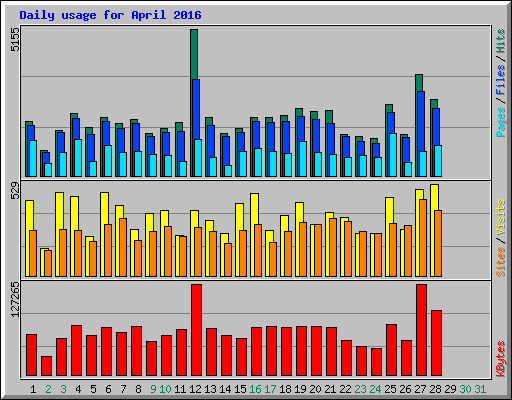 Daily usage for April 2016
5155
Pages / Files / Hits
529
Sites / Visits
127265
KBytes
1 2 3 4 5 6 7 8 9 10 11 12 13 14 15 16 17 18 19 20 21 22 23 24 25 26 27 28 29 30 31